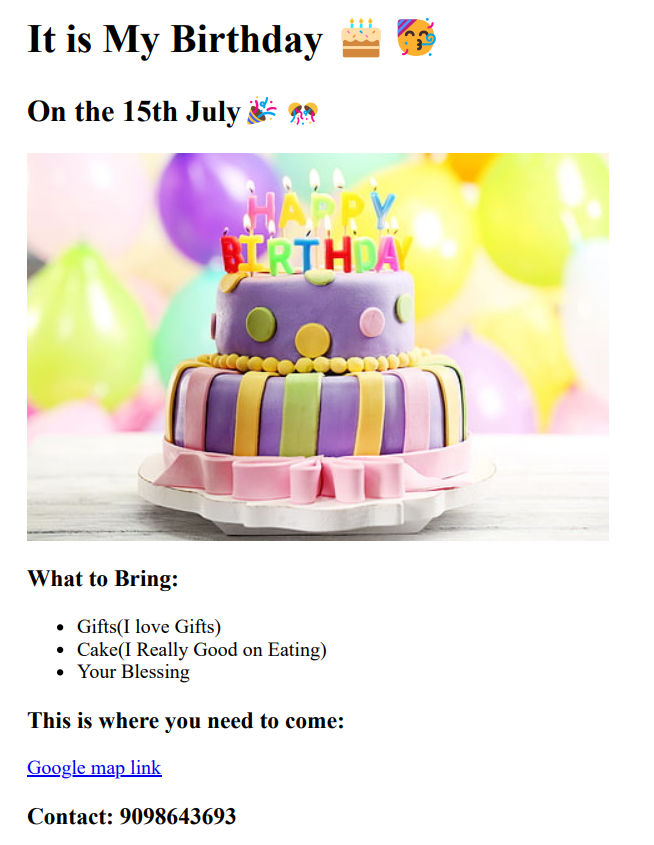 It is My Birthday 🎂 🥳
On the 15th July🎉 🎊
HAPPY
BIRTHDAY
What to Bring:
• Gifts(I love Gifts)
• Cake(I Really Good on Eating)
• Your Blessing
This is where you need to come:
Google map link
Contact: 9098643693